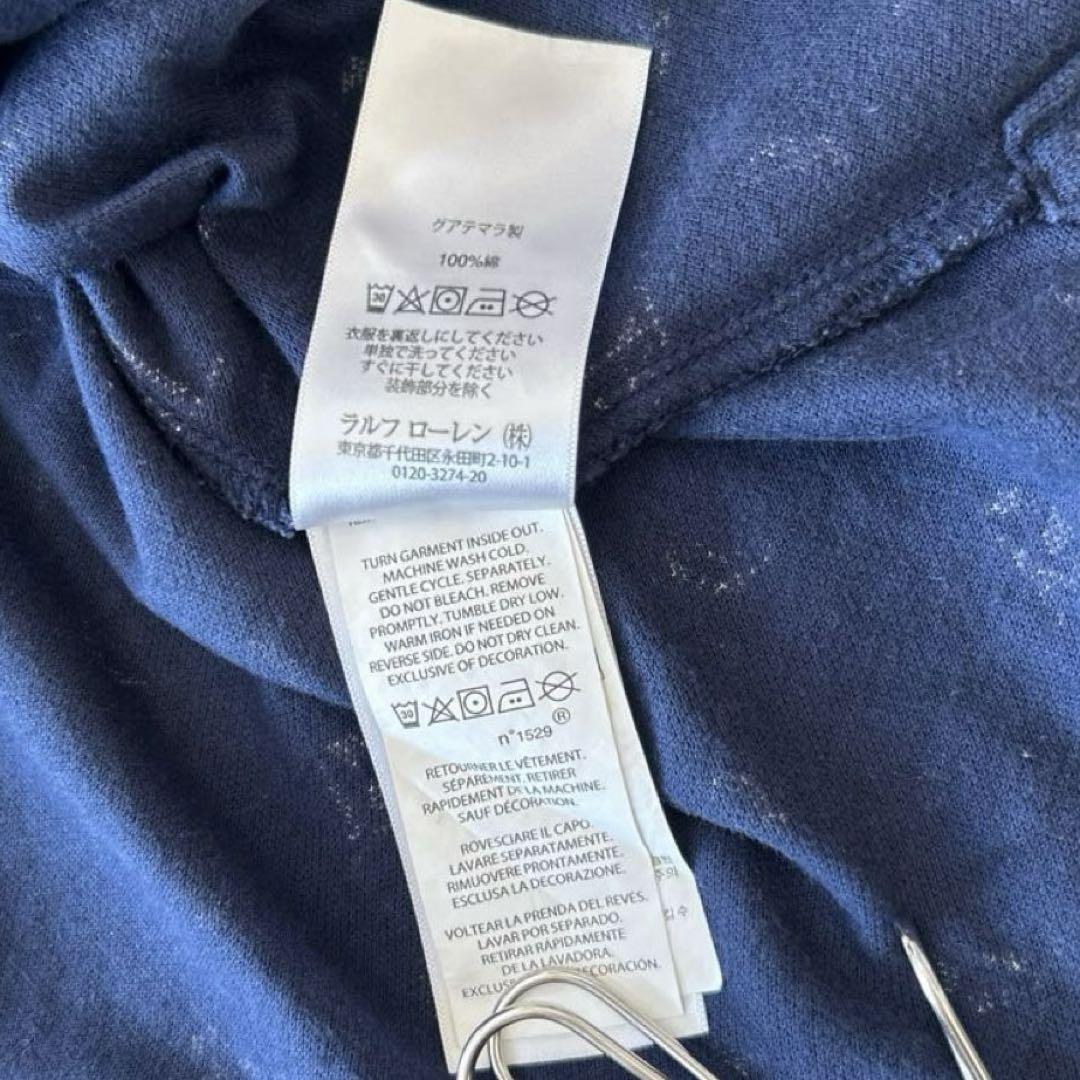 グアテマラ製
100%綿
30
衣服を裏返しにしてください
単独で洗ってください
すぐに干してください
装飾部分を除く
ラルフ ローレン (株)
東京都千代田区永田町2-10-1
0120-3274-20
TURN GARMENT INSIDE OUT.
MACHINE WASH COLD,
GENTLE CYCLE. SEPARATELY.
DO NOT BLEACH. REMOVE
PROMPTLY. TUMBLE DRY LOW.
WARM IRON IF NEEDED ON
REVERSE SIDE. DO NOT DRY CLEAN.
EXCLUSIVE OF DECORATION.
30
n°1529®
RETOURNER LE VÊTEMENT.
SÉPARÉMENT. RETIRER
RAPIDEMENT DE LA MACHINE.
SAUF DÉCORATION.
ROVESCIARE IL CAPO.
LAVARE SEPARATAMENTE.
RIMUOVERE PRONTAMENTE.
ESCLUSA LA DECORAZIONE.
VOLTEAR LA PRENDA DEL REVES.
LAVAR POR SEPARADO.
RETIRAR RÁPIDAMENTE
DE LA LAVADORA.